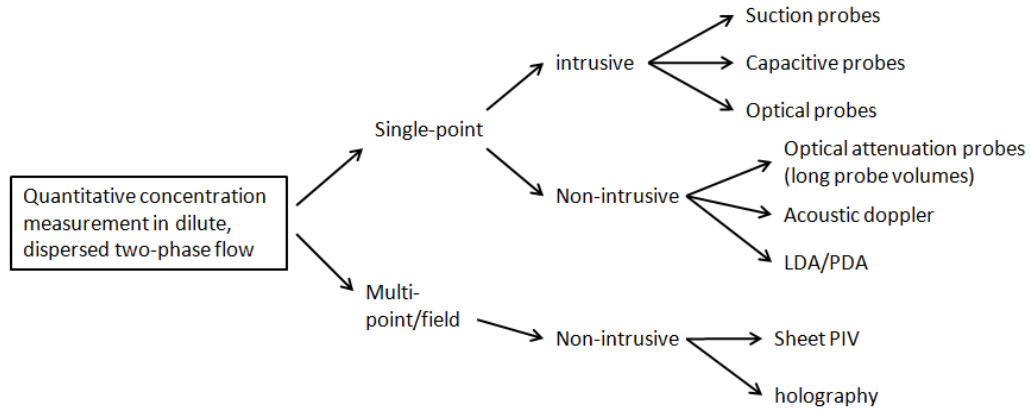 Quantitative concentration
measurement in dilute,
dispersed two-phase flow
Single-point
intrusive
Suction probes
Capacitive probes
Optical probes
Non-intrusive
Optical attenuation probes
(long probe volumes)
Acoustic doppler
LDA/PDA
Multi-
point/field
Non-intrusive
Sheet PIV
holography